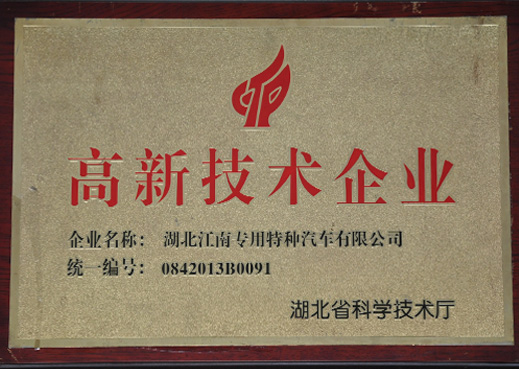 高新技术企业
企业名称：湖北江南专用特种汽车有限公司
统一编号：0842013B0091
湖北省科学技术厅